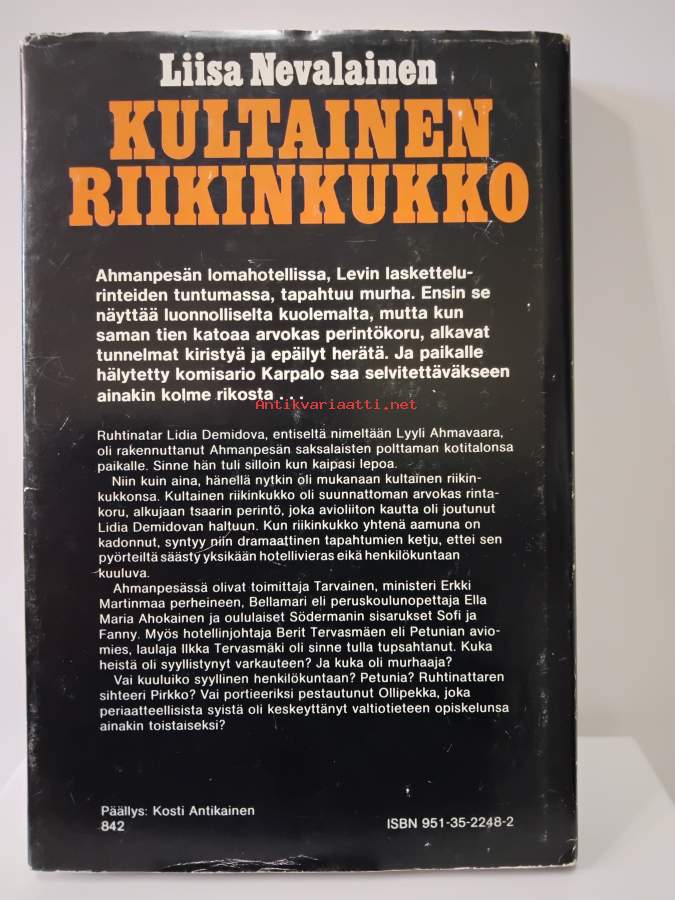 Liisa Nevalainen
KULTAINEN
RIIKINKUKKO
Ahmanpesän lomahotellissa, Levin laskettelu-
rinteiden tuntumassa, tapahtuu murha. Ensin se
näyttää luonnolliselta kuolemalta, mutta kun
saman tien katoaa arvokas perintökoru, alkavat
tunnelmat kiristyä ja epäilyt herätä. Ja paikalle
hälytetty komisario Karpalo saa selvitettäväkseen
ainakin kolme rikosta . . .
Antikvariaatti.net
Ruhtinatar Lidia Demidova, entiseltä nimeltään Lyyli Ahmavaara,
oli rakennuttanut Ahmanpesän saksalaisten polttaman kotitalonsa
paikalle. Sinne hän tuli silloin kun kaipasi lepoa.
Niin kuin aina, hänellä nytkin oli mukanaan kultainen riikin-
kukkonsa. Kultainen riikinkukko oli suunnattoman arvokas rinta-
koru, alkujaan tsaarin perintö, joka avioliiton kautta oli joutunut
Lidia Demidovan haltuun. Kun riikinkukko yhtenä aamuna on
kadonnut, syntyy niin dramaattinen tapahtumien ketju, ettei sen
pyörteiltä säästy yksikään hotellivieras eikä henkilökuntaan
kuuluva.
Ahmanpesässä olivat toimittaja Tarvainen, ministeri Erkki
Martinmaa perheineen, Bellamari eli peruskoulunopettaja Ella
Maria Ahokainen ja oululaiset Södermanin sisarukset Sofi ja
Fanny. Myös hotellinjohtaja Berit Tervasmäen eli Petunian avio-
mies, laulaja Ilkka Tervasmäki oli sinne tulla tupsahtanut. Kuka
heistä oli syyllistynyt varkauteen? Ja kuka oli murhaaja?
Vai kuuluiko syyllinen henkilökuntaan? Petunia? Ruhtinattaren
sihteeri Pirkko? Vai portieeriksi pestautunut Ollipekka, joka
periaatteellisista syistä oli keskeyttänyt valtiotieteen opiskelunsa
ainakin toistaiseksi?
Päällys: Kosti Antikainen
842
ISBN 951-35-2248-2